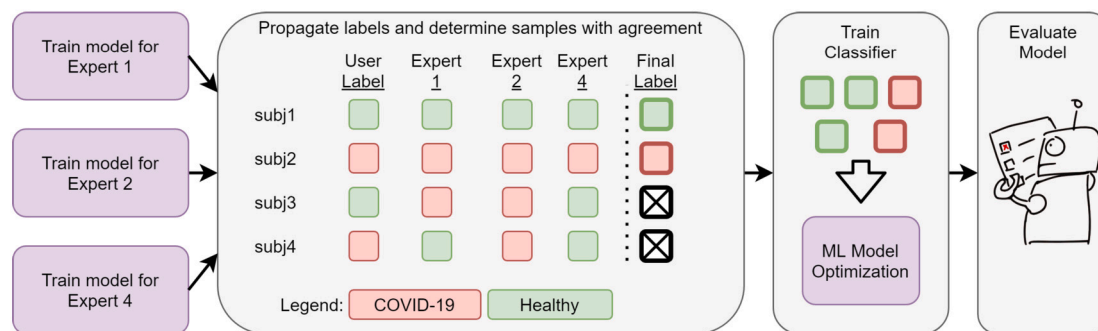 Train model for
Expert 1
Train model for
Expert 2
Train model for
Expert 4
Propagate labels and determine samples with agreement
User
Label
Expert
1
Expert
2
Expert
4
Final
Label
subj1
subj2
subj3
subj4
Legend:
COVID-19
Healthy
Train
Classifier
ML Model
Optimization
Evaluate
Model